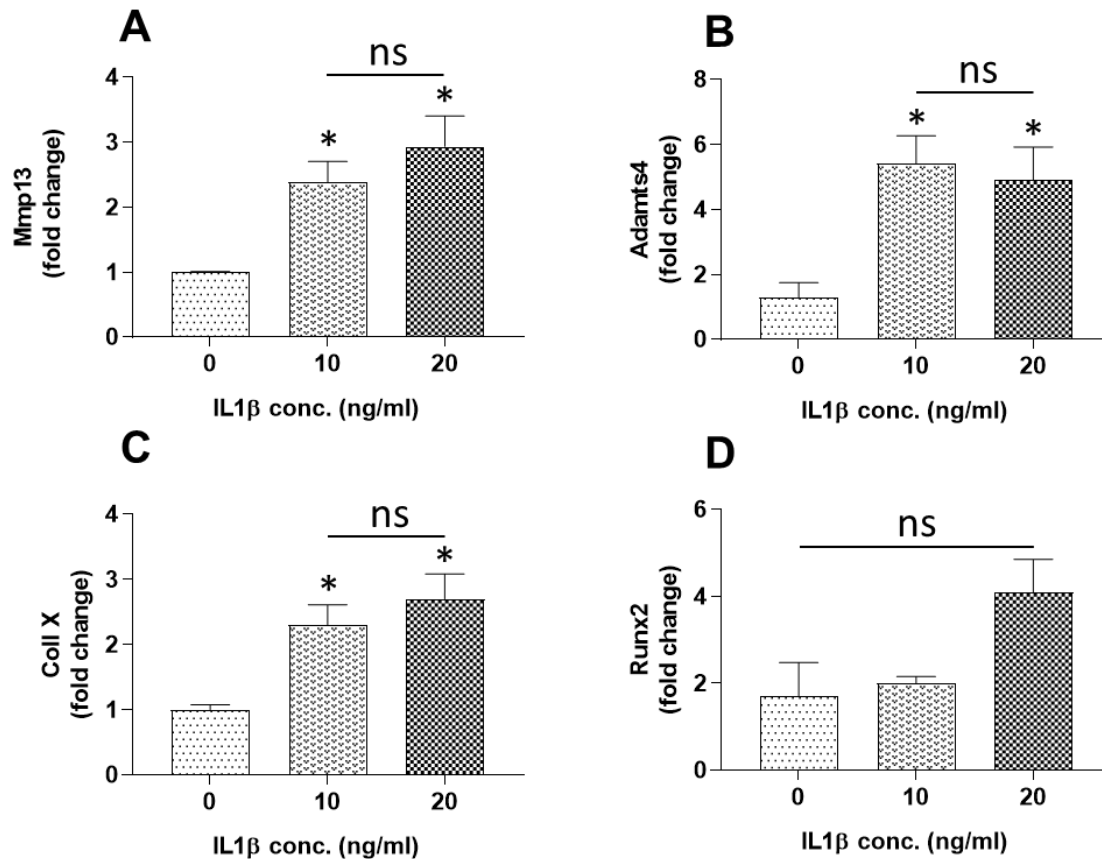 A
Mmp13
(fold change)
4
3
2
1
0
ns
*
*
0 10 20
IL1β conc. (ng/ml)
B
Adamts4
(fold change)
8
6
4
2
0
ns
*
*
0 10 20
IL1β conc. (ng/ml)
C
Coll X
(fold change)
4
3
2
1
0
ns
*
*
0 10 20
IL1β conc. (ng/ml)
D
Runx2
(fold change)
6
4
2
0
ns
0 10 20
IL1β conc. (ng/ml)